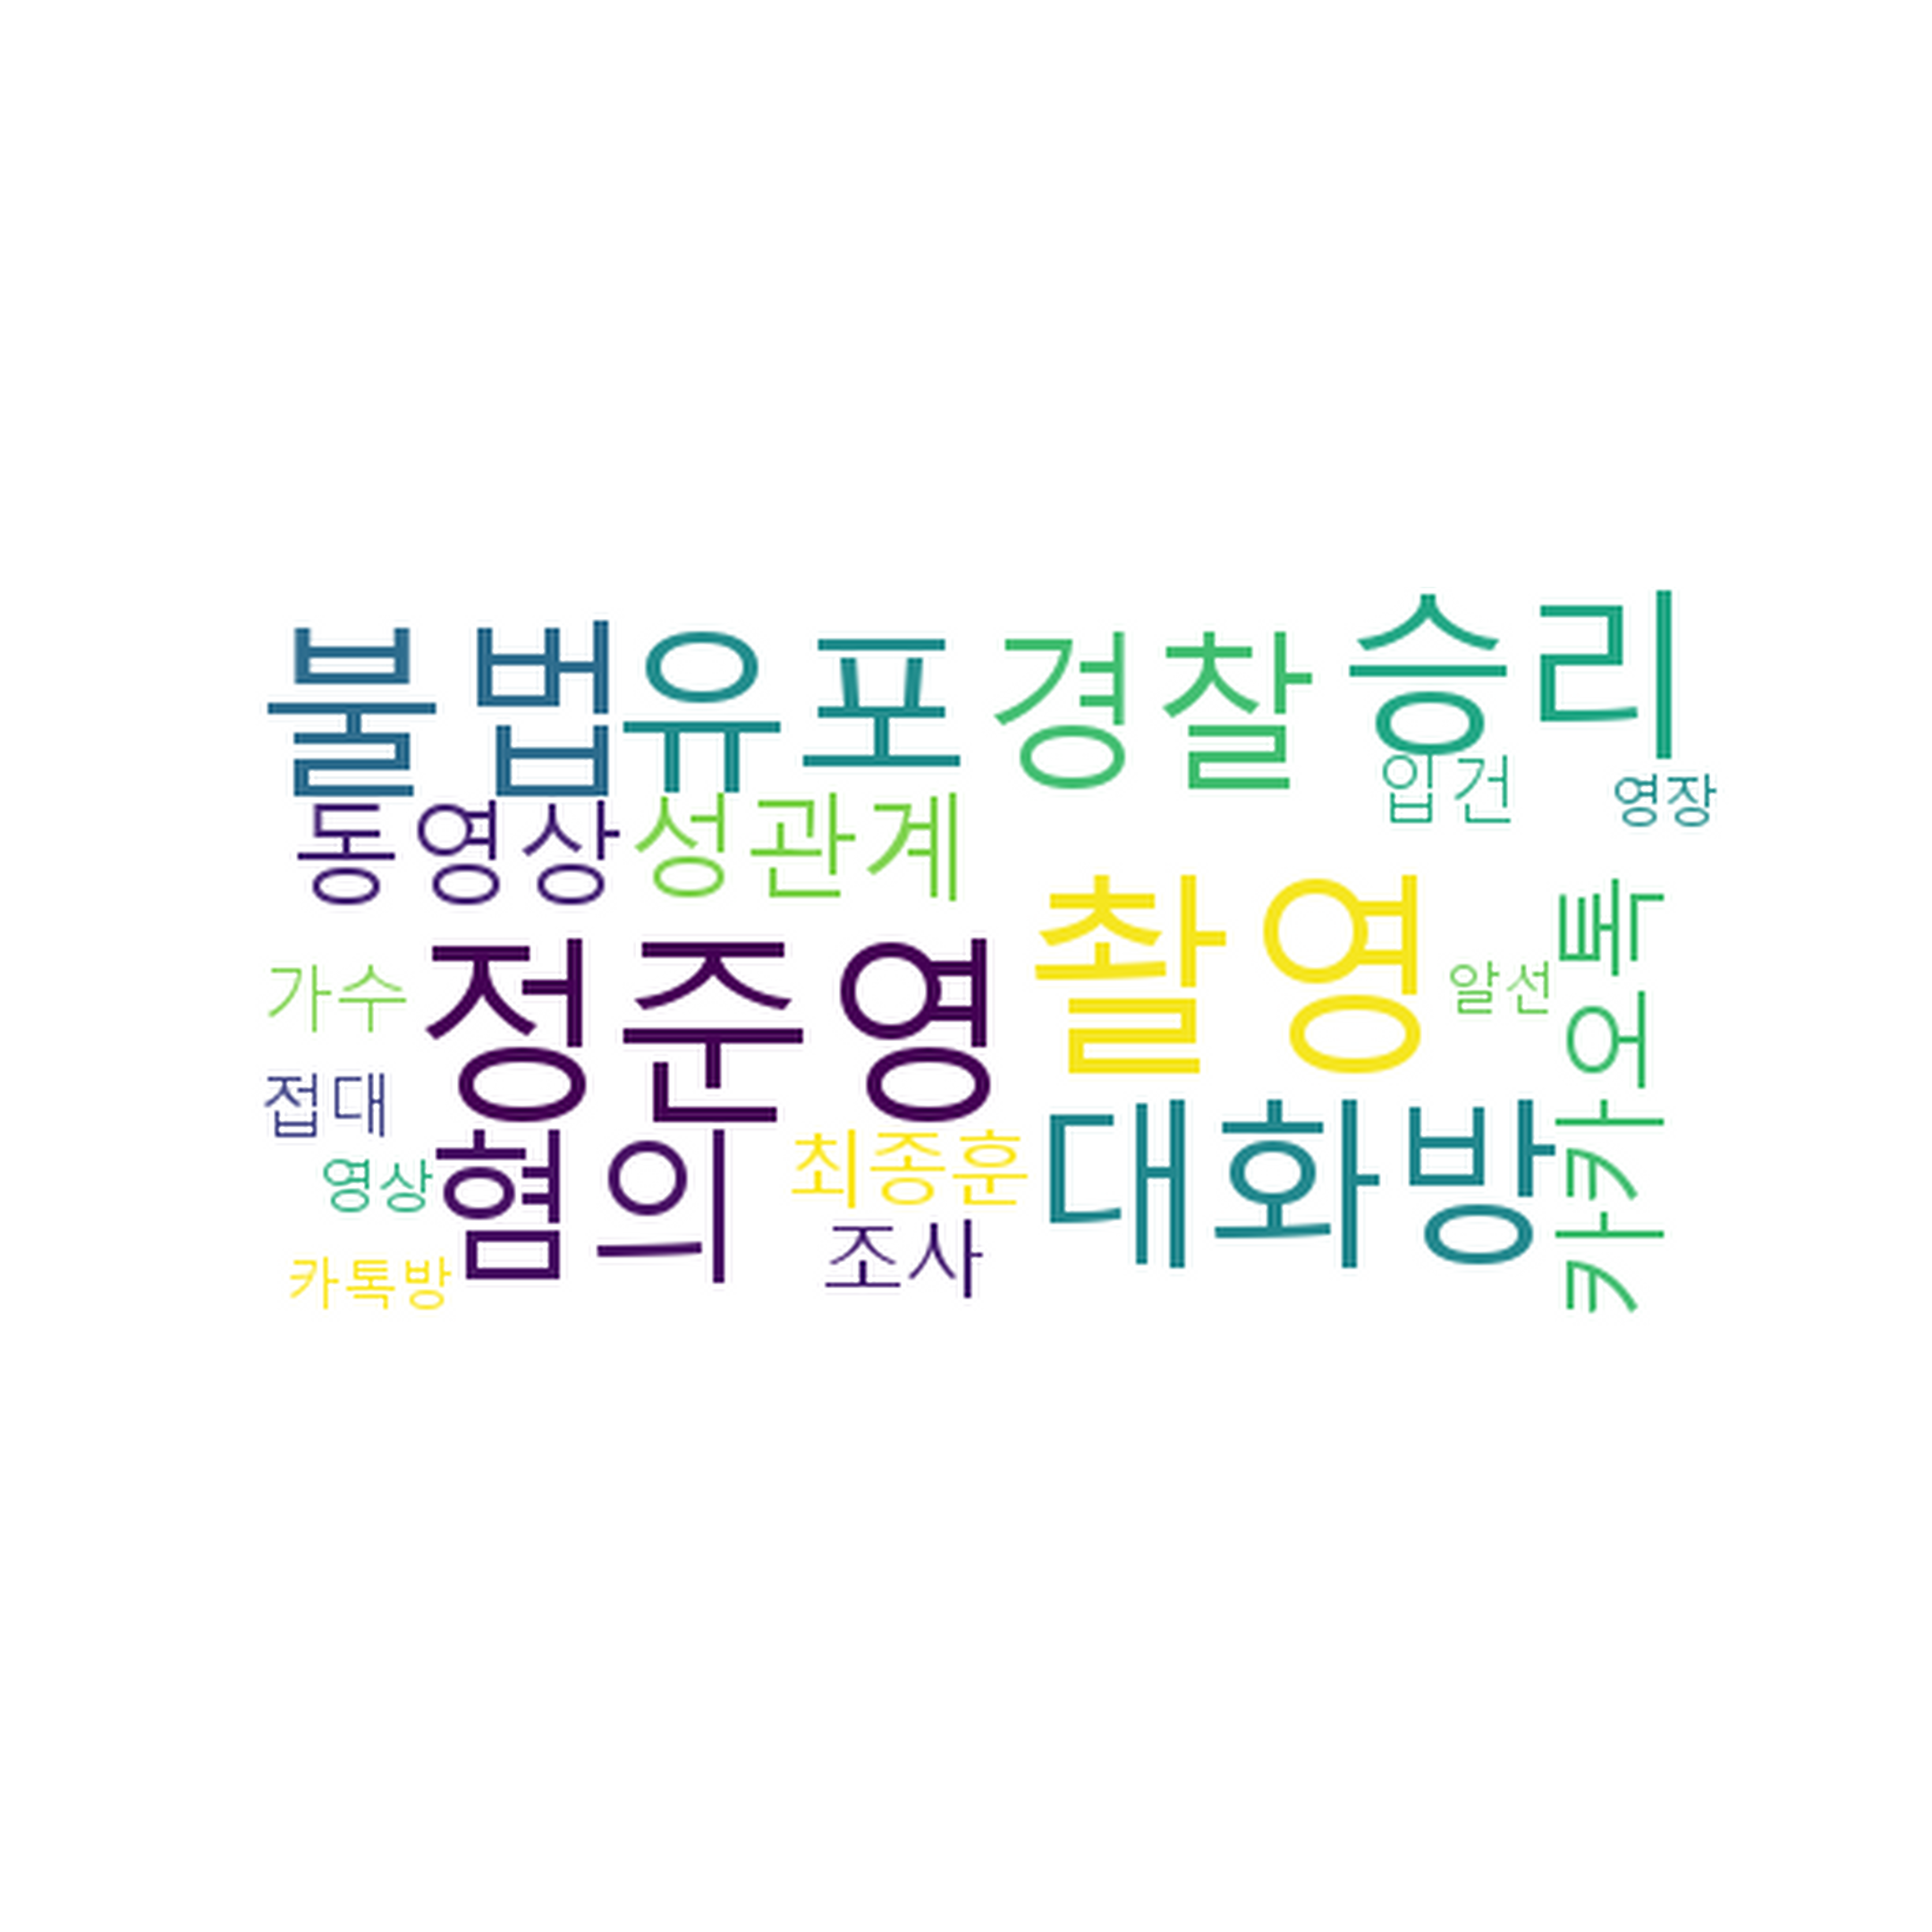 불법
유포
경찰
승리
입건
영장
동영상
성관계
촬영
카카오톡
알선
가수
정준영
접대
혐의
최종훈
대화방
영상
조사
카톡방